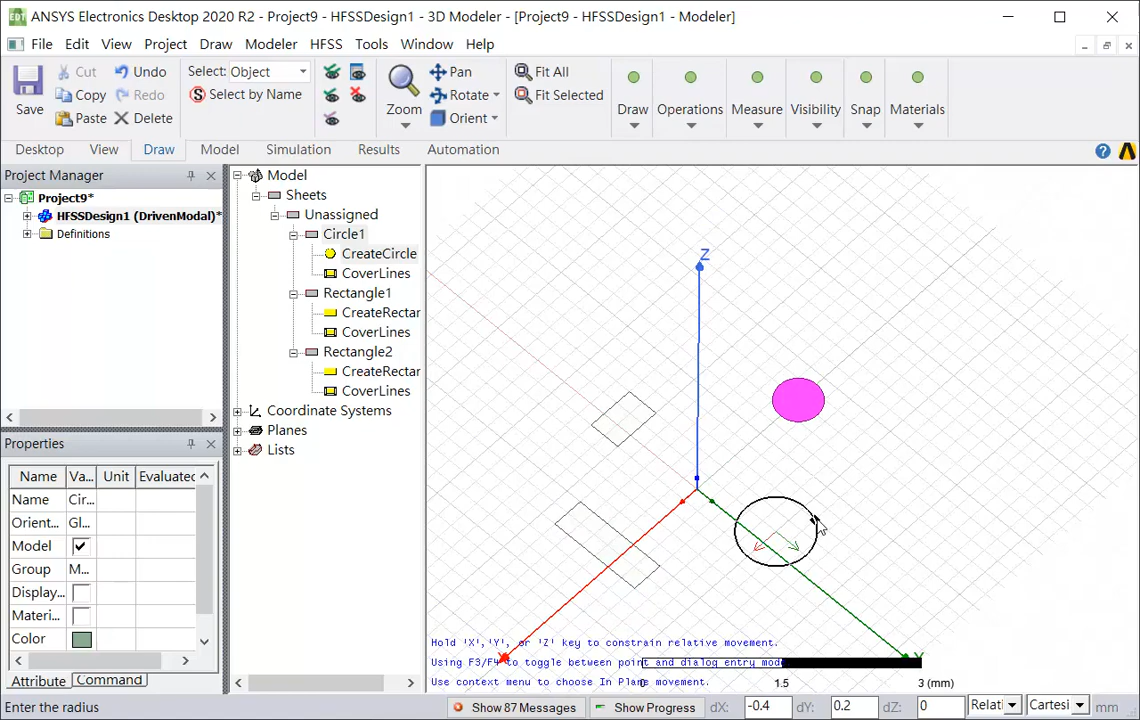 ANSYS Electronics Desktop 2020 R2 - Project9 - HFSSDesign1 - 3D Modeler - [Project9 - HFSSDesign1 - Modeler]
File Edit View Project Draw Modeler HFSS Tools Window Help
Save
Cut
Copy
Paste
Undo
Redo
Delete
Select: Object
Select by Name
Zoom
Pan
Rotate
Orient
Fit All
Fit Selected
Draw
Operations
Measure
Visibility
Snap
Materials
Desktop View Draw Model Simulation Results Automation
Project Manager
Project9*
HFSSDesign1 (DrivenModal)*
Definitions
Model
Sheets
Unassigned
Circle1
CreateCircle
CoverLines
Rectangle1
CreateRectar
CoverLines
Rectangle2
CreateRectar
CoverLines
Coordinate Systems
Planes
Lists
Properties
Name Va... Unit Evaluated
Name Cir...
Orient... Gl...
Model
Group M...
Display...
Materi...
Color
Attribute Command
Z
Hold 'X','Y', or 'Z' key to constrain relative movement.
Using F3/F4 to toggle between point and dialog entry mod
Use context menu to choose In Plane movement.
X
Y
0 1.5 3 (mm)
Enter the radius
Show 87 Messages
Show Progress
dX: -0.4 dY: 0.2 dZ: 0 Relati Cartesi mm